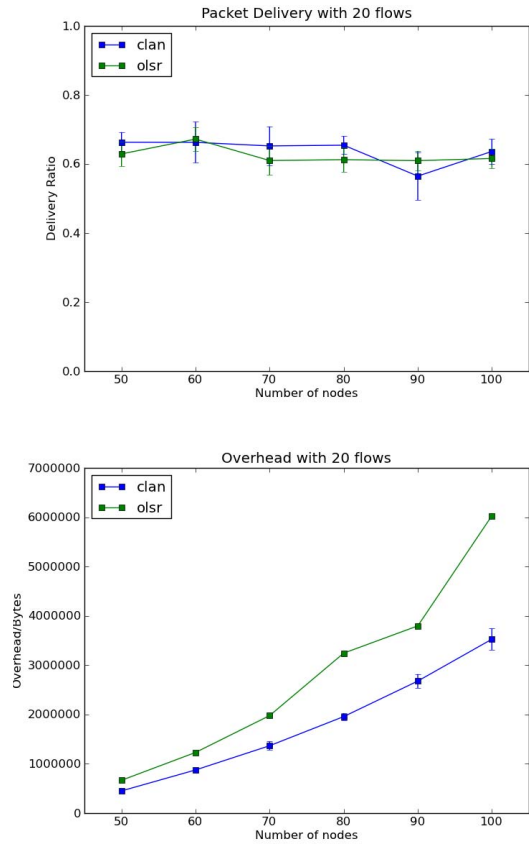 Packet Delivery with 20 flows
1.0
clan
olsr
0.8
0.6
0.4
0.2
0.0
Delivery Ratio
50 60 70 80 90 100
Number of nodes
Overhead with 20 flows
7000000
clan
olsr
6000000
5000000
4000000
3000000
2000000
1000000
0
Overhead/Bytes
50 60 70 80 90 100
Number of nodes